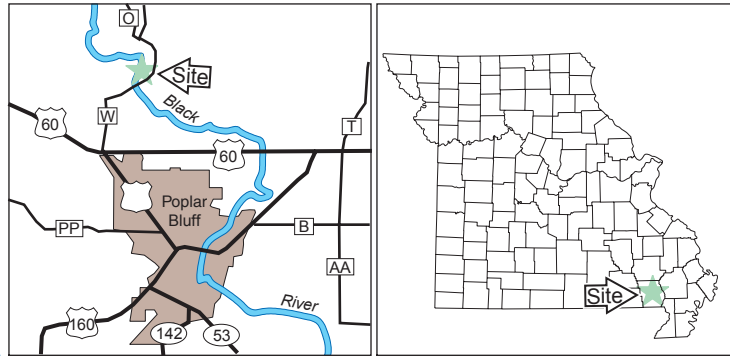 O
Site
Black
W
60
T
60
Poplar
Bluff
PP
B
AA
River
160
142
53
Site